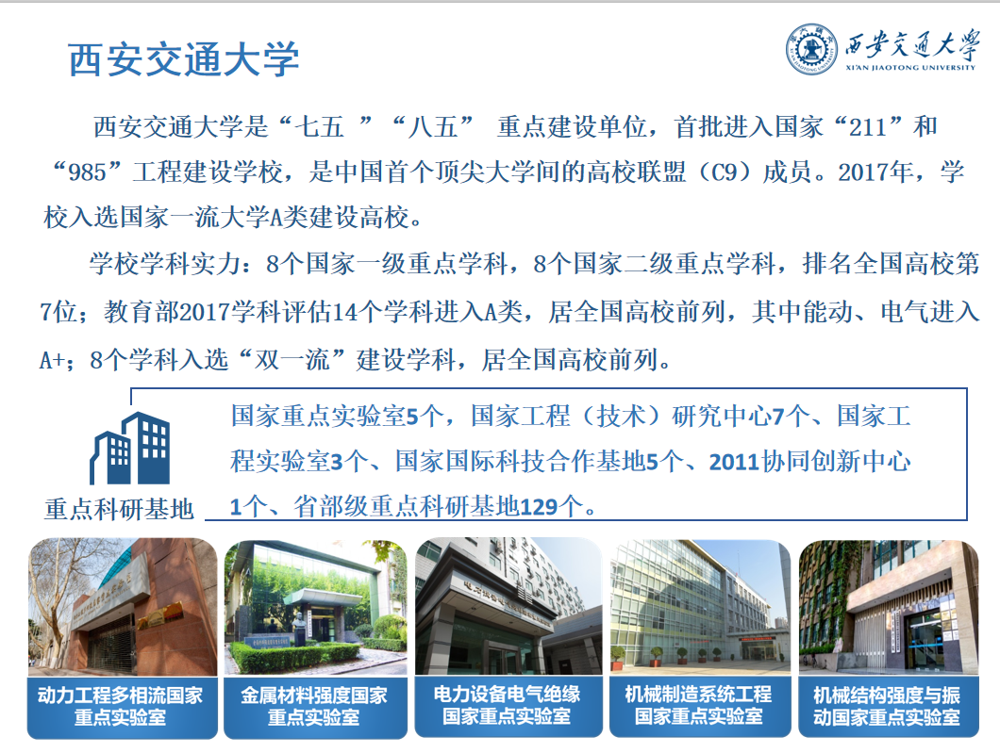 西安交通大学
西安交通大学
XI'AN JIAOTONG UNIVERSITY
西安交通大学是“七五 ”“八五” 重点建设单位，首批进入国家“211”和
“985”工程建设学校，是中国首个顶尖大学间的高校联盟（C9）成员。2017年，学
校入选国家一流大学A类建设高校。
学校学科实力：8个国家一级重点学科，8个国家二级重点学科，排名全国高校第
7位；教育部2017学科评估14个学科进入A类，居全国高校前列，其中能动、电气进入
A+；8个学科入选“双一流”建设学科，居全国高校前列。
国家重点实验室5个，国家工程（技术）研究中心7个、国家工
程实验室3个、国家国际科技合作基地5个、2011协同创新中心
1个、省部级重点科研基地129个。
重点科研基地
动力工程多相流国家
重点实验室
金属材料强度国家
重点实验室
电力设备电气绝缘
国家重点实验室
机械制造系统工程
国家重点实验室
机械结构强度与振
动国家重点实验室